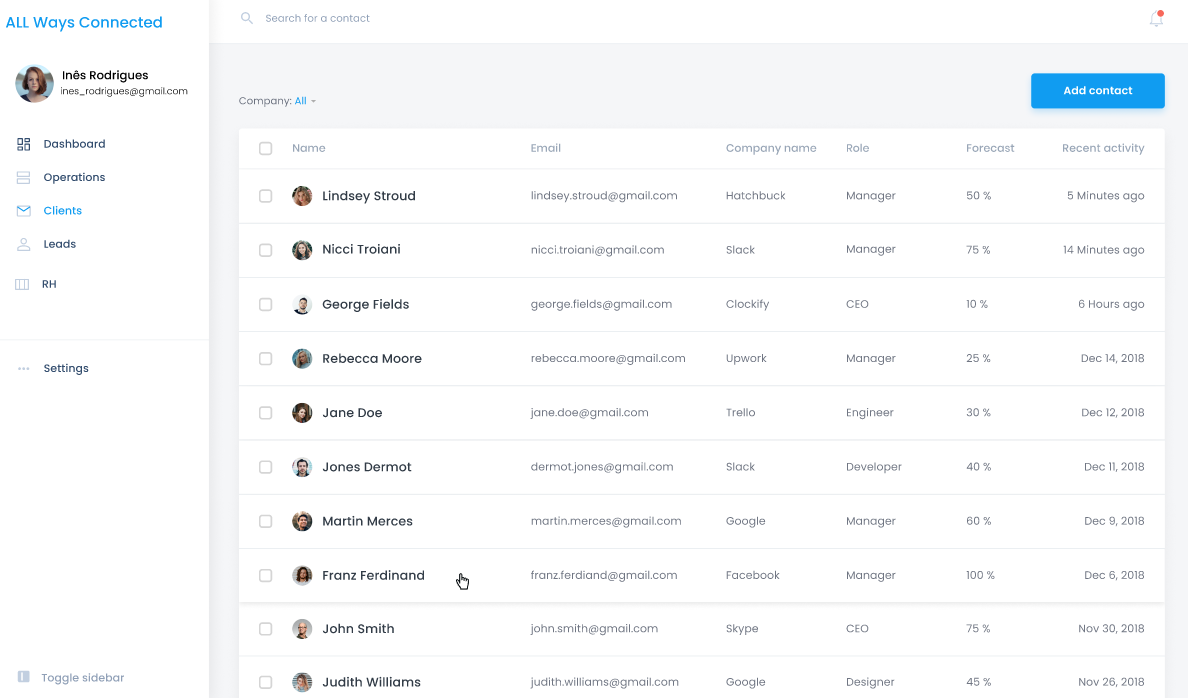 ALL Ways Connected
Search for a contact
Inês Rodrigues
ines_rodrigues@gmail.com
Dashboard
Operations
Clients
Leads
RH
Settings
Toggle sidebar
Company: All
Add contact
Name Email Company name Role Forecast Recent activity
Lindsey Stroud lindsey.stroud@gmail.com Hatchbuck Manager 50 % 5 Minutes ago
Nicci Troiani nicci.troiani@gmail.com Slack Manager 75 % 14 Minutes ago
George Fields george.fields@gmail.com Clockify CEO 10 % 6 Hours ago
Rebecca Moore rebecca.moore@gmail.com Upwork Manager 25 % Dec 14, 2018
Jane Doe jane.doe@gmail.com Trello Engineer 30 % Dec 12, 2018
Jones Dermot dermot.jones@gmail.com Slack Developer 40 % Dec 11, 2018
Martin Merces martin.merces@gmail.com Google Manager 60 % Dec 9, 2018
Franz Ferdinand franz.ferdiand@gmail.com Facebook Manager 100 % Dec 6, 2018
John Smith john.smith@gmail.com Skype CEO 75 % Nov 30, 2018
Judith Williams judith.williams@gmail.com Google Designer 45 % Nov 26, 2018